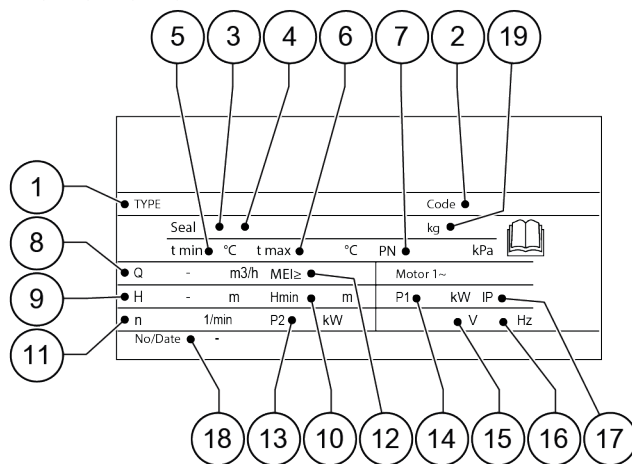 5 3 4 6 7 2 19
1 TYPE Code
Seal kg
t min °C t max °C PN kPa
8 Q - m3/h MEI≥ Motor 1~
9 H - m Hmin m P1 kW IP
11 n 1/min P2 kW V Hz
No/Date -
18 13 10 12 14 15 16 17